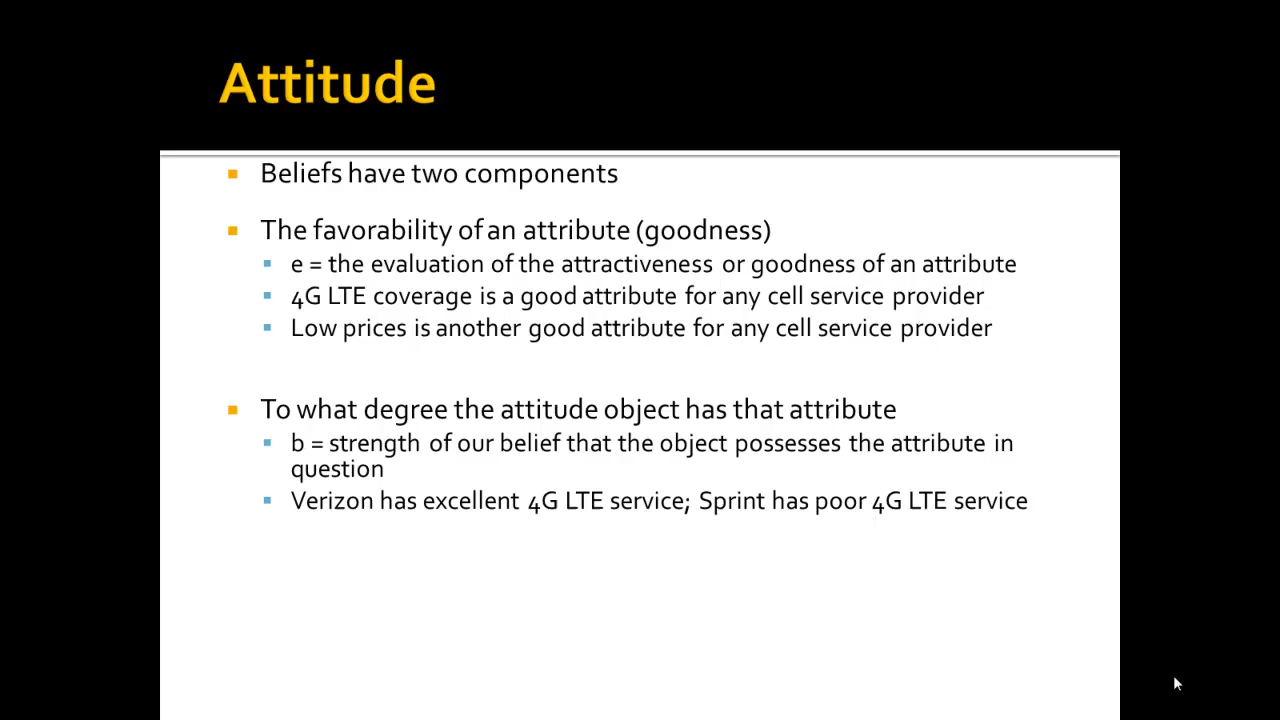 Attitude
Beliefs have two components
The favorability of an attribute (goodness)
e = the evaluation of the attractiveness or goodness of an attribute
4G LTE coverage is a good attribute for any cell service provider
Low prices is another good attribute for any cell service provider
To what degree the attitude object has that attribute
b = strength of our belief that the object possesses the attribute in
question
Verizon has excellent 4G LTE service; Sprint has poor 4G LTE service